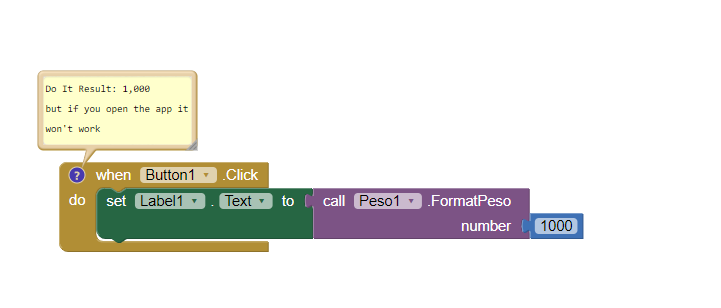 Do It Result: 1,000
but if you open the app it
won't work
? when Button1 .Click
do set Label1 . Text to call Peso1 .FormatPeso
number 1000